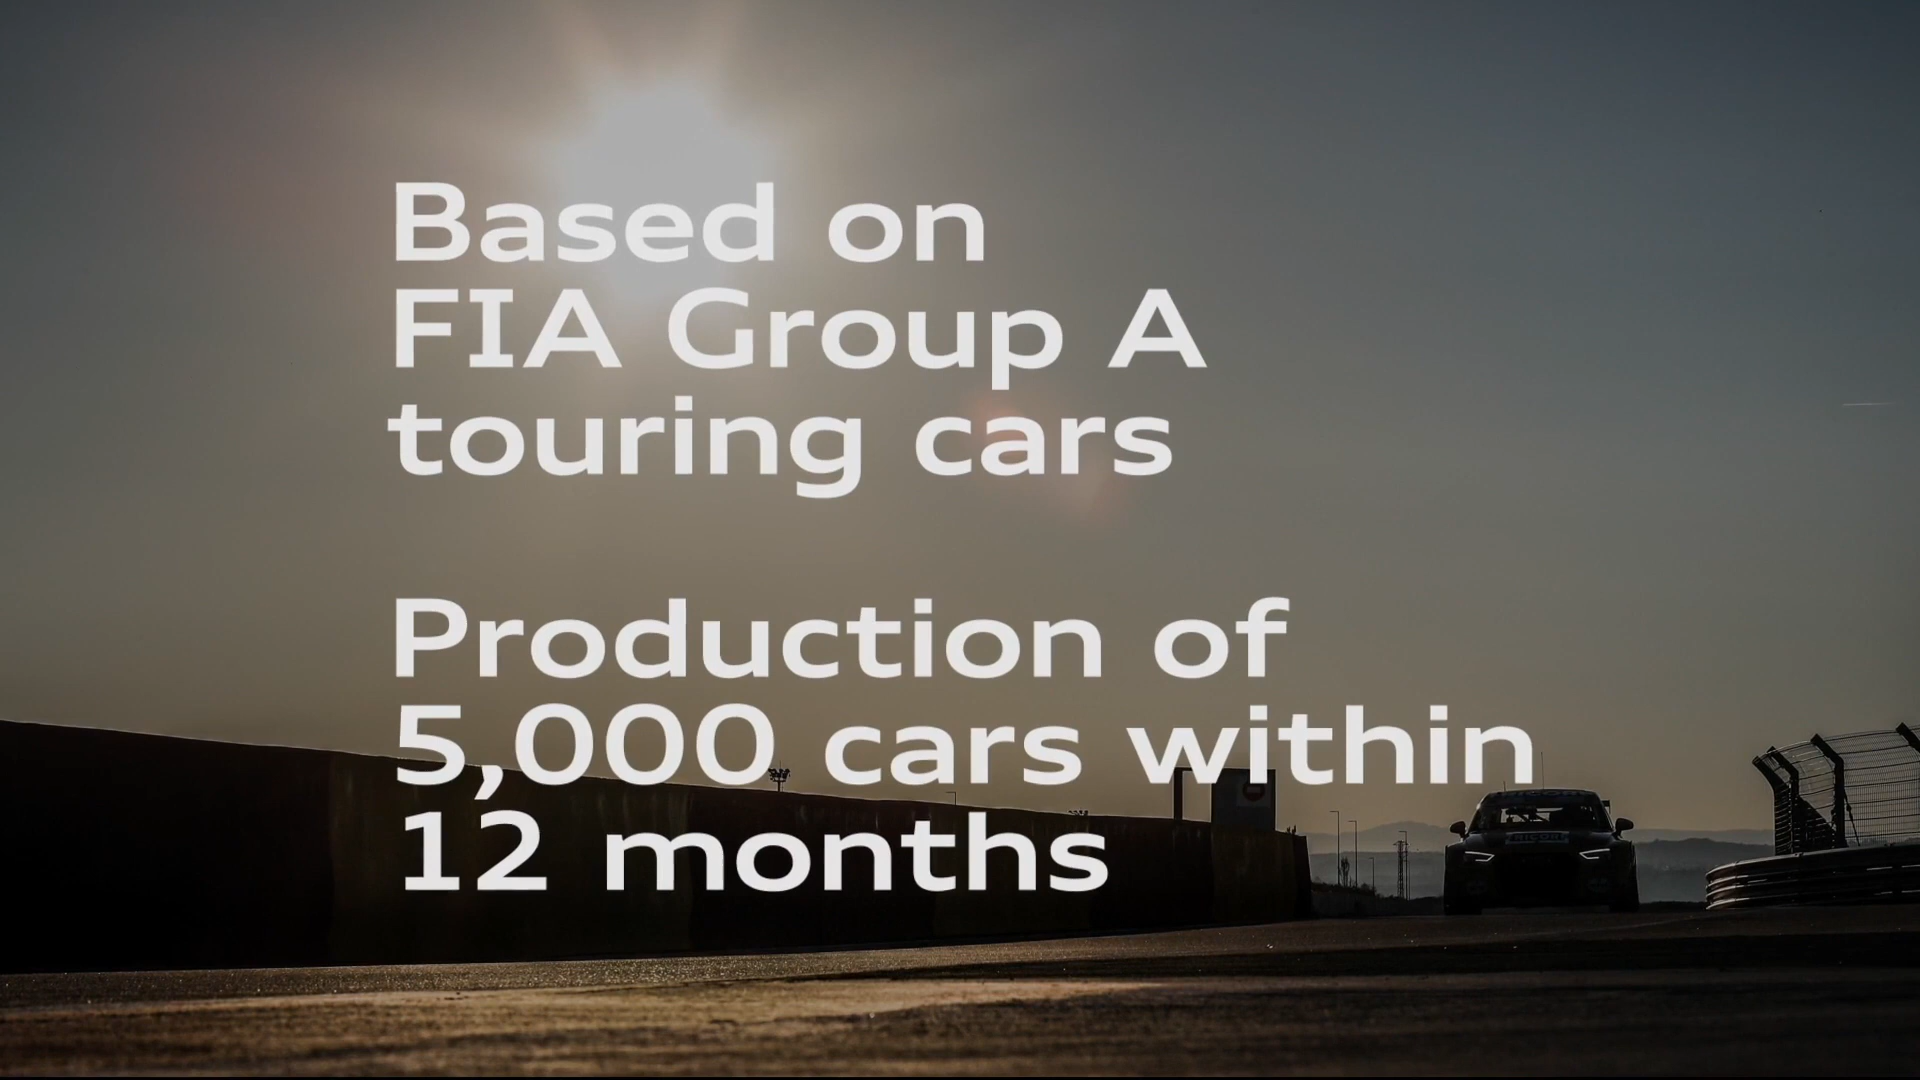 Based on
FIA Group A
touring cars
Production of
5,000 cars within
12 months